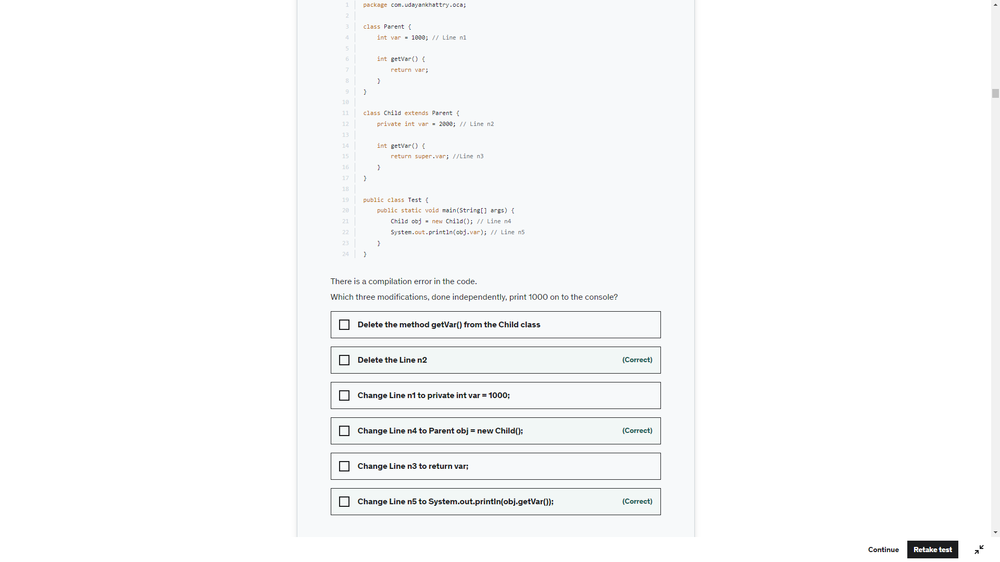 1 package com.udayankhattry.oca;
2
3 class Parent {
4 int var = 1000; // Line n1
5
6 int getVar() {
7 return var;
8 }
9 }
10
11 class Child extends Parent {
12 private int var = 2000; // Line n2
13
14 int getVar() {
15 return super.var; //Line n3
16 }
17 }
18
19 public class Test {
20 public static void main(String[] args) {
21 Child obj = new Child(); // Line n4
22 System.out.println(obj.var); // Line n5
23 }
24 }
There is a compilation error in the code.
Which three modifications, done independently, print 1000 on to the console?
Delete the method getVar() from the Child class
Delete the Line n2 (Correct)
Change Line n1 to private int var = 1000;
Change Line n4 to Parent obj = new Child(); (Correct)
Change Line n3 to return var;
Change Line n5 to System.out.println(obj.getVar()); (Correct)
Continue Retake test